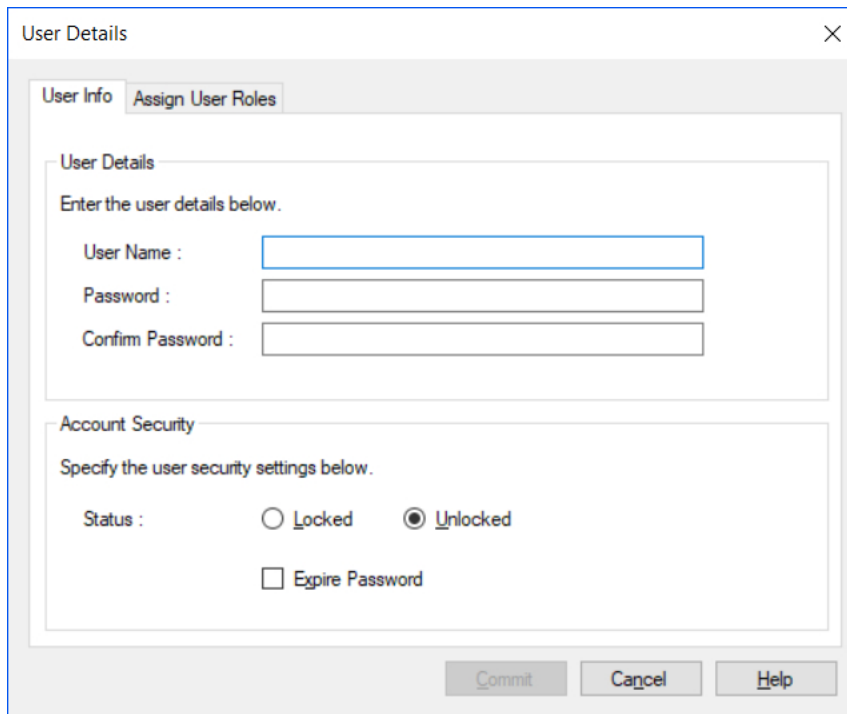 User Details
User Info Assign User Roles
User Details
Enter the user details below.
User Name :
Password :
Confirm Password :
Account Security
Specify the user security settings below.
Status : Locked Unlocked
Expire Password
Commit Cancel Help